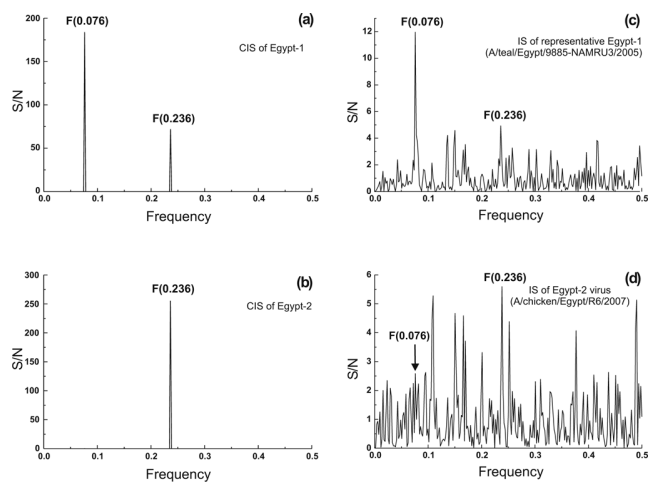 (a)
CIS of Egypt-1
F(0.076)
F(0.236)
S/N
200
150
100
50
0
0.0 0.1 0.2 0.3 0.4 0.5
Frequency
(c)
IS of representative Egypt-1
(A/teal/Egypt/9885-NAMRU3/2005)
F(0.076)
F(0.236)
S/N
12
10
8
6
4
2
0
0.0 0.1 0.2 0.3 0.4 0.5
Frequency
(b)
CIS of Egypt-2
F(0.236)
S/N
300
250
200
150
100
50
0
0.0 0.1 0.2 0.3 0.4 0.5
Frequency
(d)
IS of Egypt-2 virus
(A/chicken/Egypt/R6/2007)
F(0.236)
F(0.076)
S/N
6
5
4
3
2
1
0
0.0 0.1 0.2 0.3 0.4 0.5
Frequency